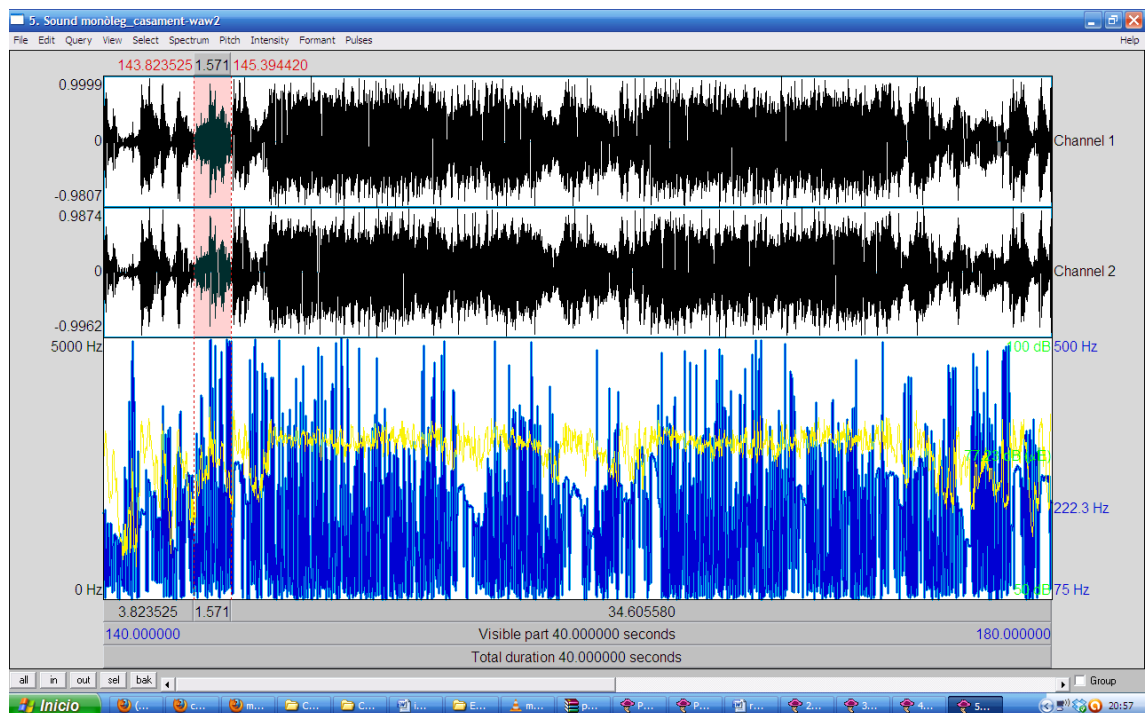 5. Sound monòleg_casament-waw2
File Edit Query View Select Spectrum Pitch Intensity Formant Pulses Help
143.823525 1.571 145.394420
0.9999
0 Channel 1
-0.9807
0.9874
0 Channel 2
-0.9962
5000 Hz 100 dB 500 Hz
222.3 Hz
0 Hz 50 dB 75 Hz
3.823525 1.571 34.605580
140.000000 Visible part 40.000000 seconds 180.000000
Total duration 40.000000 seconds
all in out sel bak Group
Inicio (... c... m... C... C... i... E... m... p... P... P... r... 2... 3... 4... 5... 20:57